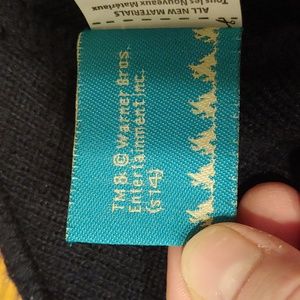 ALL NEW MATERIALS
Tous les Nouveaux Matériaux
TM & © Warner Bros.
Entertainment Inc.
(s14)